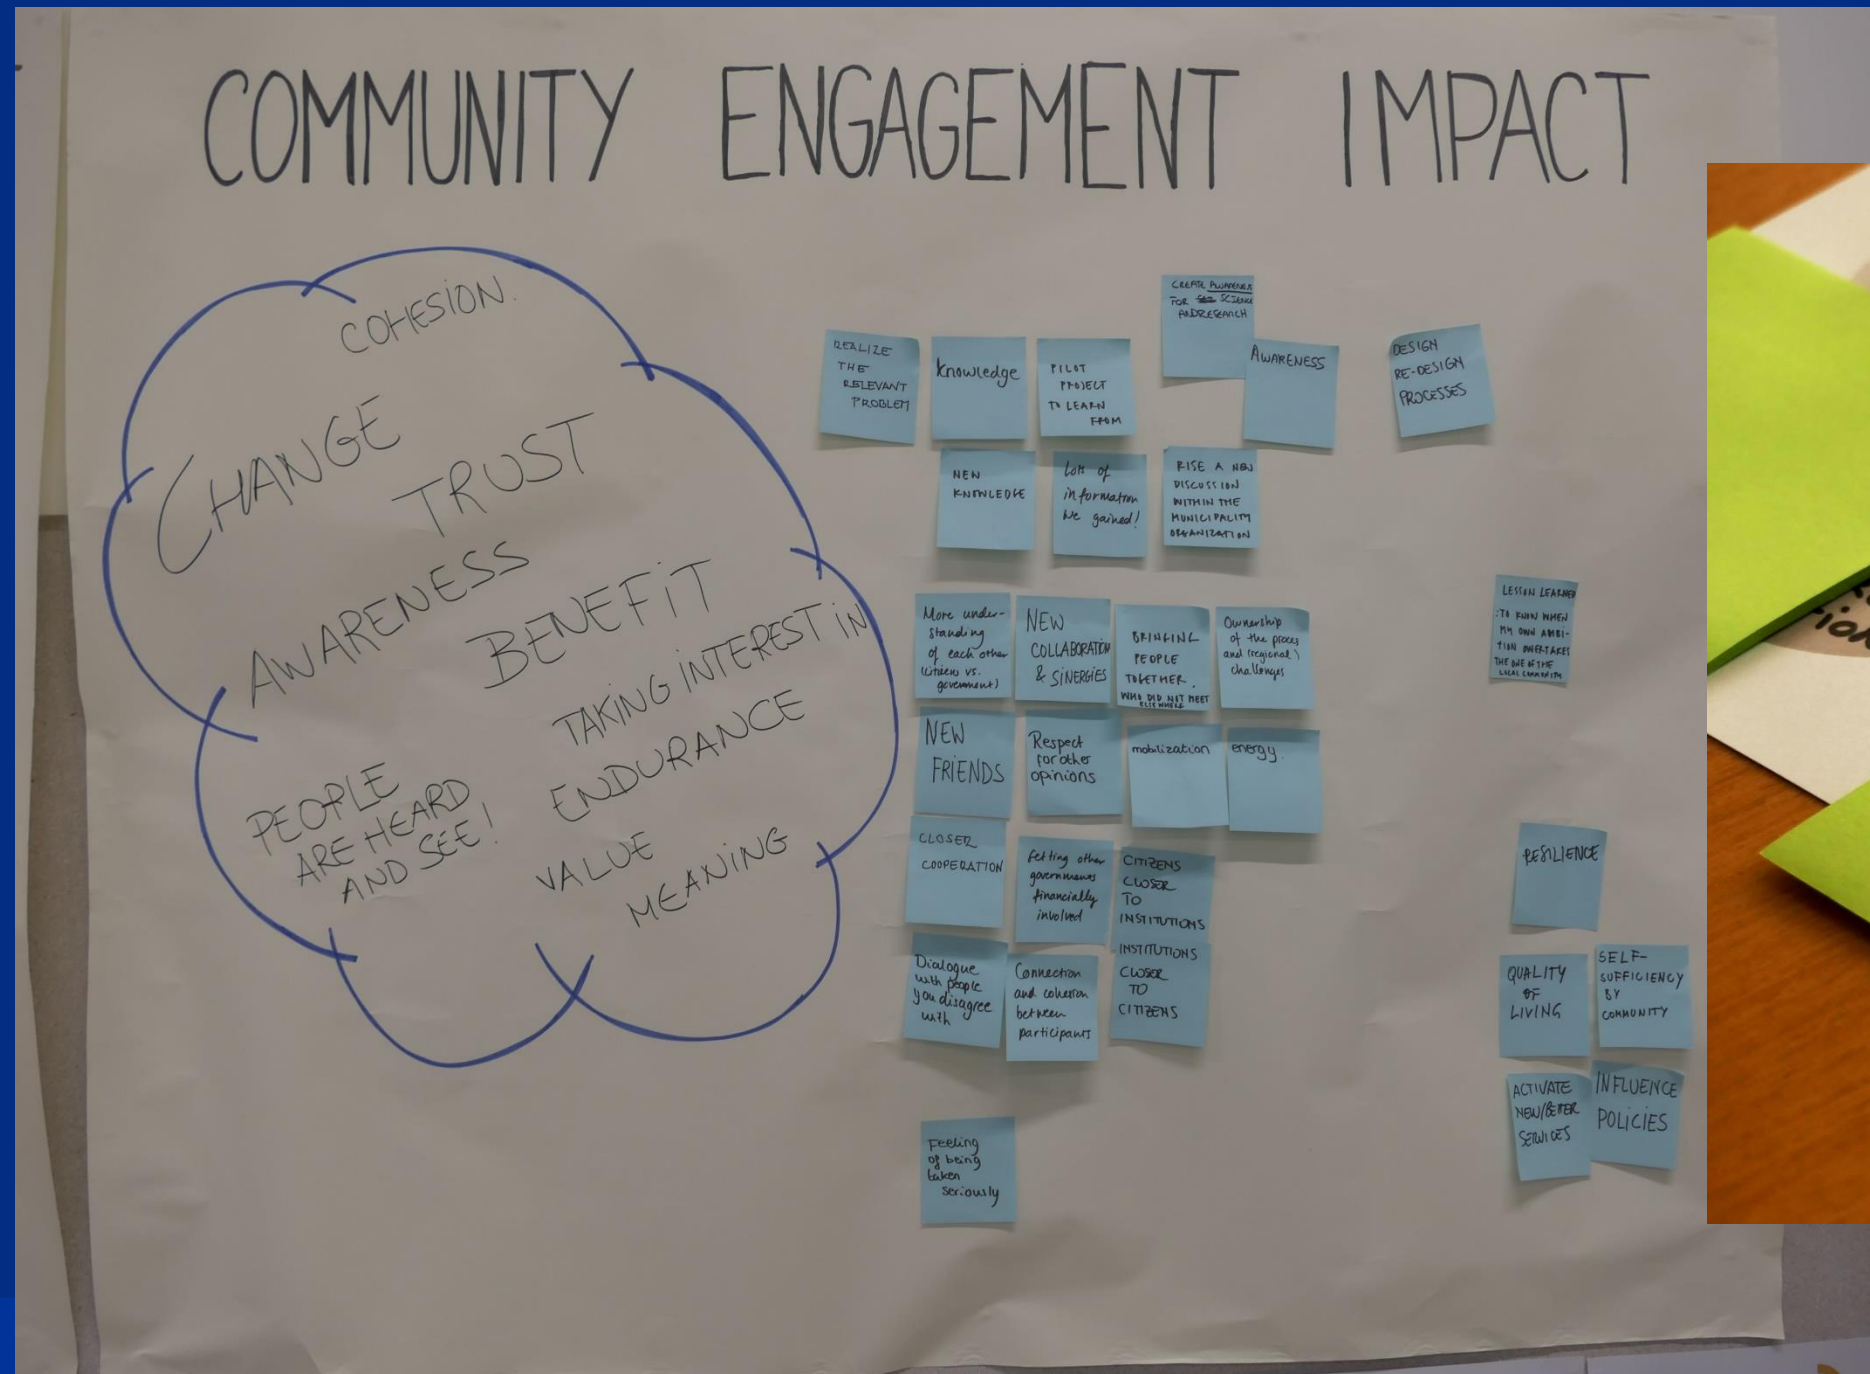 COMMUNITY ENGAGEMENT IMPACT
COHESION.
CHANGE
TRUST
AWARENESS
BENEFIT
TAKING INTEREST IN
ENDURANCE
PEOPLE
ARE HEARD
AND SEE!
VALUE
MEANING
CREATE AWARENESS
FOR SCIENCE
AND RESEARCH
REALIZE
THE
RELEVANT
PROBLEM
knowledge
PILOT
PROJECT
TO LEARN
FROM
AWARENESS
DESIGN
RE-DESIGN
PROCESSES
NEW
KNOWLEDGE
Lots of
information
we gained!
RISE A NEW
DISCUSSION
WITHIN THE
MUNICIPALITY
ORGANIZATION
More under-
standing
of each other
(citizens vs.
government)
NEW
COLLABORATION
& SINERGIES
BRINGING
PEOPLE
TOGETHER.
WHO DID NOT MEET
ELSEWHERE
Ownership
of the proces
and (regional)
challenges
LESSON LEARNED
: TO KNOW WHEN
MY OWN AMBI-
TION OVERTAKES
THE ONE OF THE
LOCAL COMMUNITY
NEW
FRIENDS
Respect
for other
opinions
mobilization
energy.
CLOSER
COOPERATION
Getting other
governments
financially
involved
CITIZENS
CLOSER
TO
INSTITUTIONS
RESILIENCE
Dialogue
with people
you disagree
with
Connection
and cohesion
between
participants
INSTITUTIONS
CLOSER
TO
CITIZENS
QUALITY
OF
LIVING
SELF-
SUFFICIENCY
BY
COMMUNITY
ACTIVATE
NEW/BETTER
SERVICES
INFLUENCE
POLICIES
Feeling
of being
taken
seriously